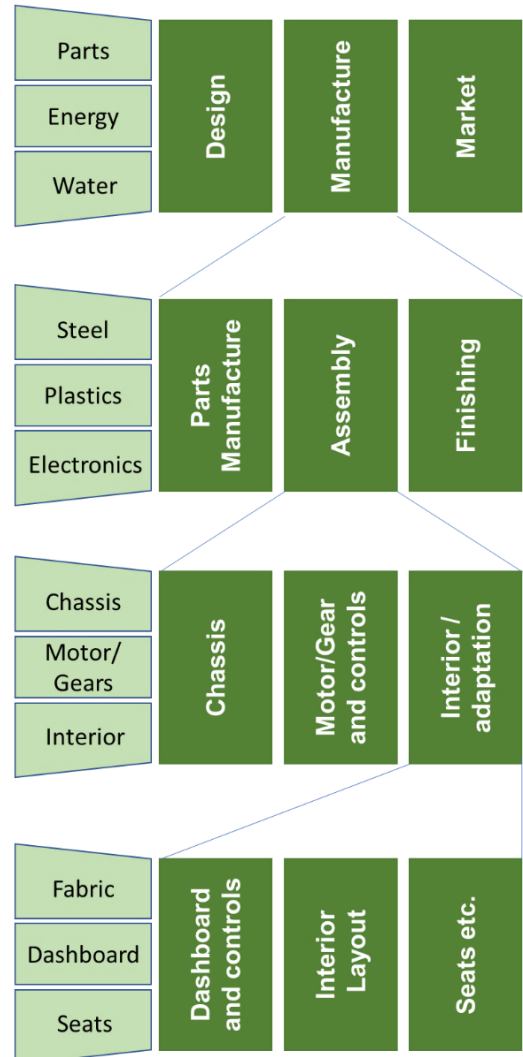 Parts
Energy
Water
Design
Manufacture
Market
Steel
Plastics
Electronics
Parts
Manufacture
Assembly
Finishing
Chassis
Motor/
Gears
Interior
Chassis
Motor/Gear
and controls
Interior /
adaptation
Fabric
Dashboard
Seats
Dashboard
and controls
Interior
Layout
Seats etc.